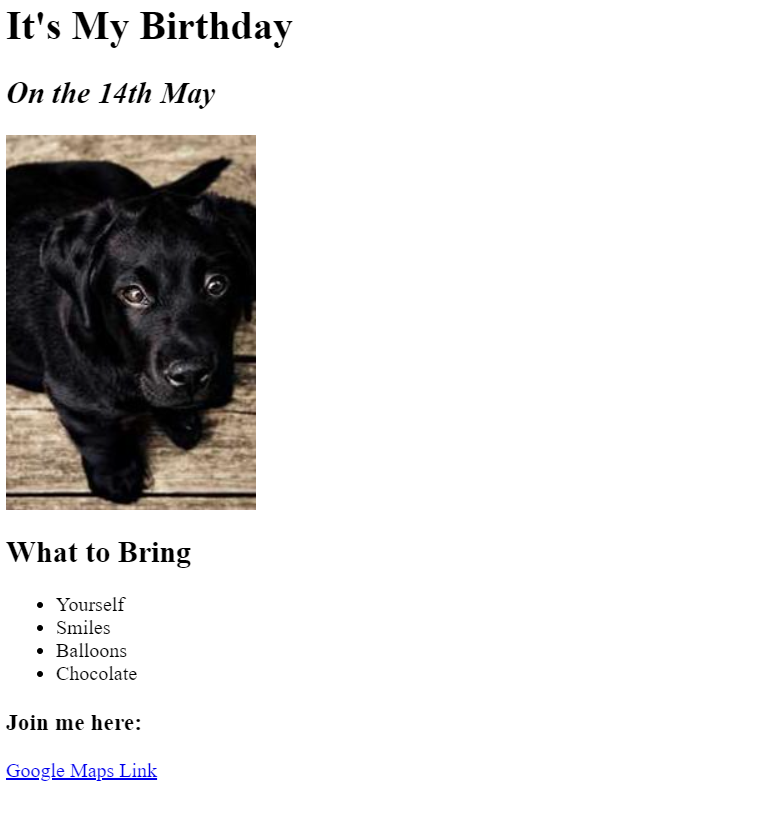 It's My Birthday
On the 14th May
What to Bring
Yourself
Smiles
Balloons
Chocolate
Join me here:
Google Maps Link